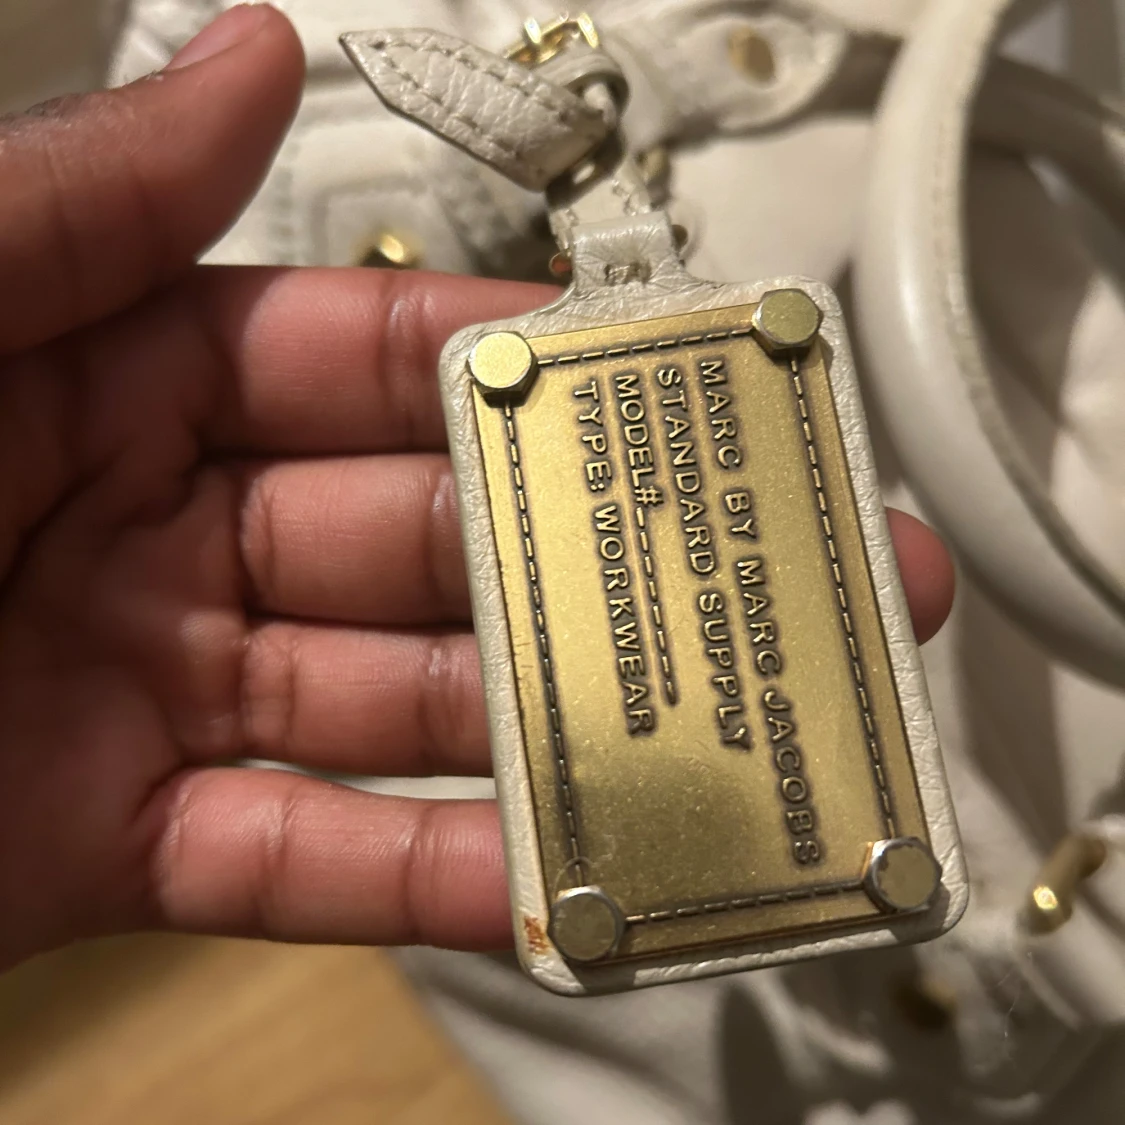 MARC BY MARC JACOBS
STANDARD SUPPLY
MODEL#----------
TYPE: WORKWEAR